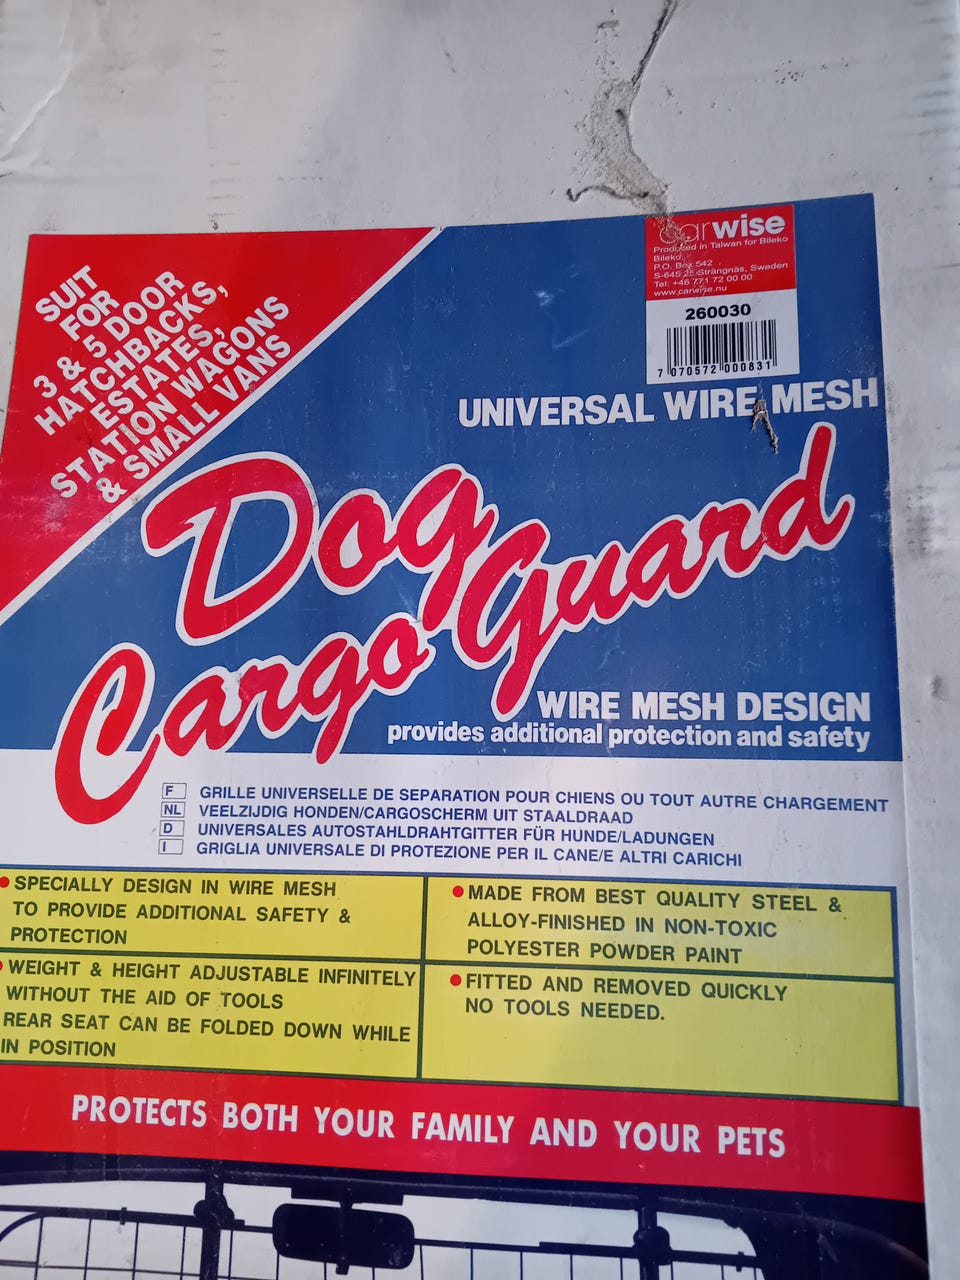 SUIT
FOR
3 & 5 DOOR
HATCHBACKS,
ESTATES,
STATION WAGONS
& SMALL VANS
carwise
Produced in Taiwan for Bileko
Bileko,
P.O. Box 542
S-645 25 Strängnäs, Sweden
Tel: +46 771 72 00 00
www.carwise.nu
260030
7 070572 000831
UNIVERSAL WIRE MESH
Dog
Cargo Guard
WIRE MESH DESIGN
provides additional protection and safety
F GRILLE UNIVERSELLE DE SEPARATION POUR CHIENS OU TOUT AUTRE CHARGEMENT
NL VEELZIJDIG HONDEN/CARGOSCHERM UIT STAALDRAAD
D UNIVERSALES AUTOSTAHLDRAHTGITTER FÜR HUNDE/LADUNGEN
I GRIGLIA UNIVERSALE DI PROTEZIONE PER IL CANE/E ALTRI CARICHI
• SPECIALLY DESIGN IN WIRE MESH
TO PROVIDE ADDITIONAL SAFETY &
PROTECTION
• WEIGHT & HEIGHT ADJUSTABLE INFINITELY
WITHOUT THE AID OF TOOLS
REAR SEAT CAN BE FOLDED DOWN WHILE
IN POSITION
• MADE FROM BEST QUALITY STEEL &
ALLOY-FINISHED IN NON-TOXIC
POLYESTER POWDER PAINT
• FITTED AND REMOVED QUICKLY
NO TOOLS NEEDED.
PROTECTS BOTH YOUR FAMILY AND YOUR PETS